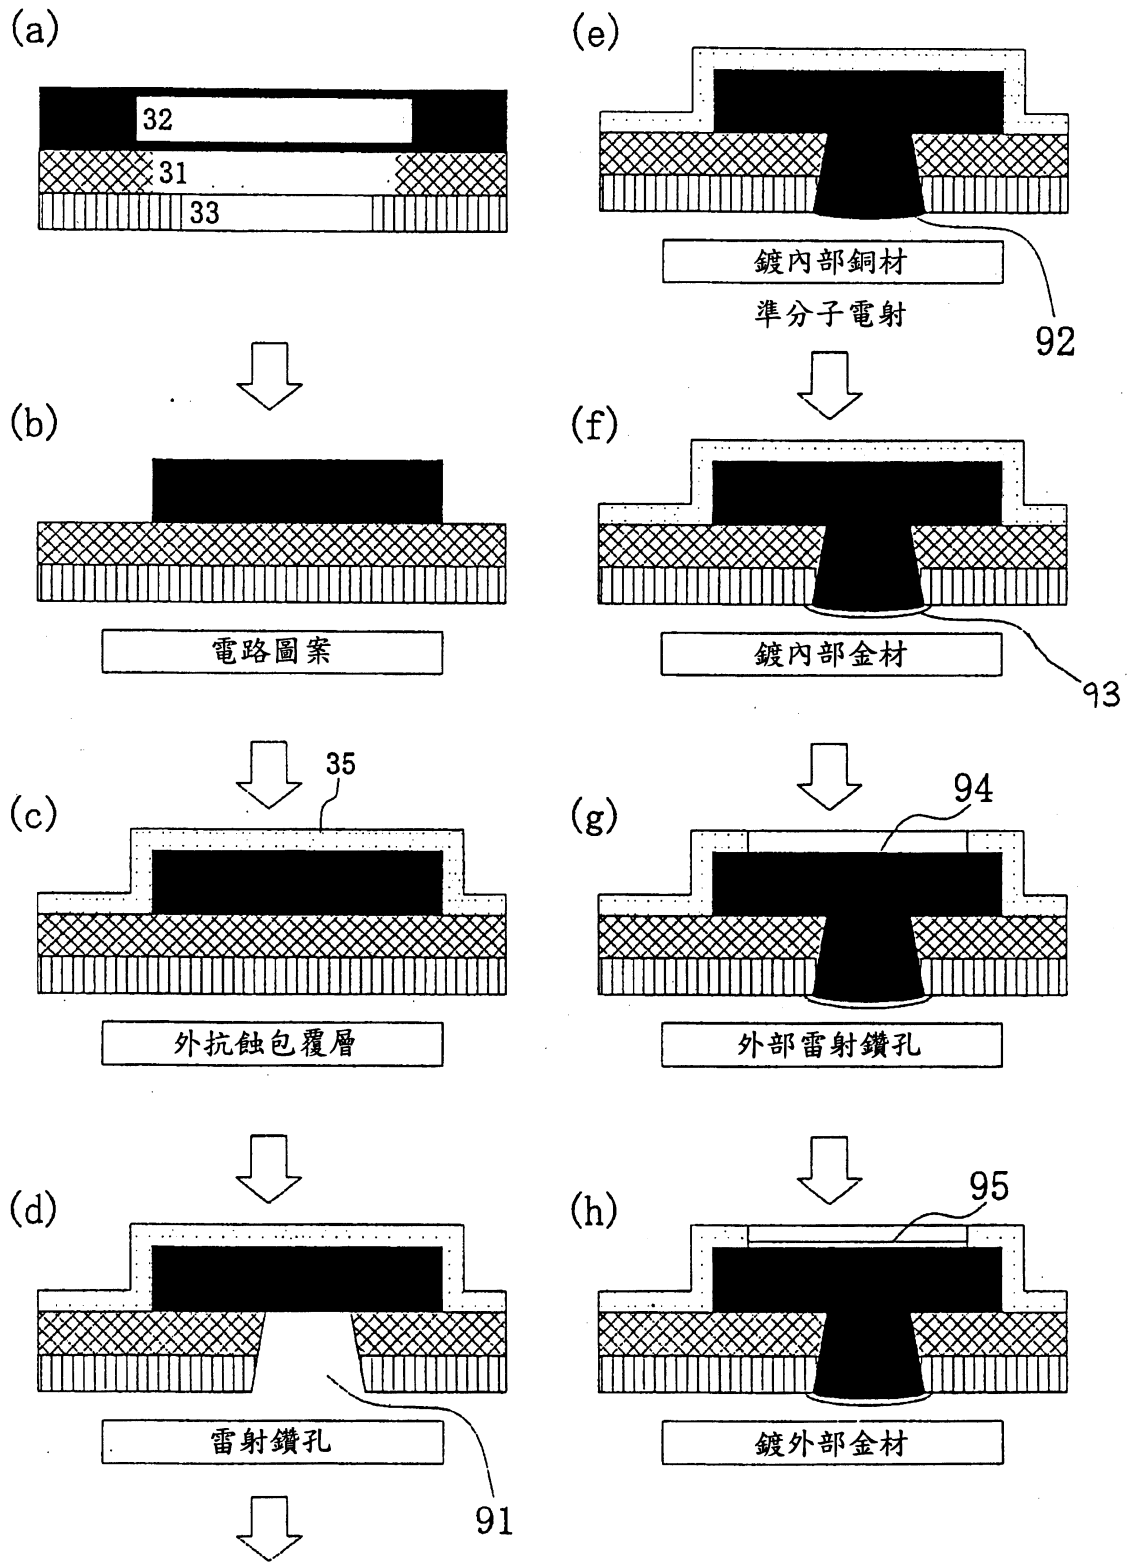 (a)
32
31
33
(b)
電路圖案
35
(c)
外抗蝕包覆層
(d)
雷射鑽孔
91
(e)
鍍內部銅材
準分子電射
92
(f)
鍍內部金材
93
94
(g)
外部雷射鑽孔
95
(h)
鍍外部金材